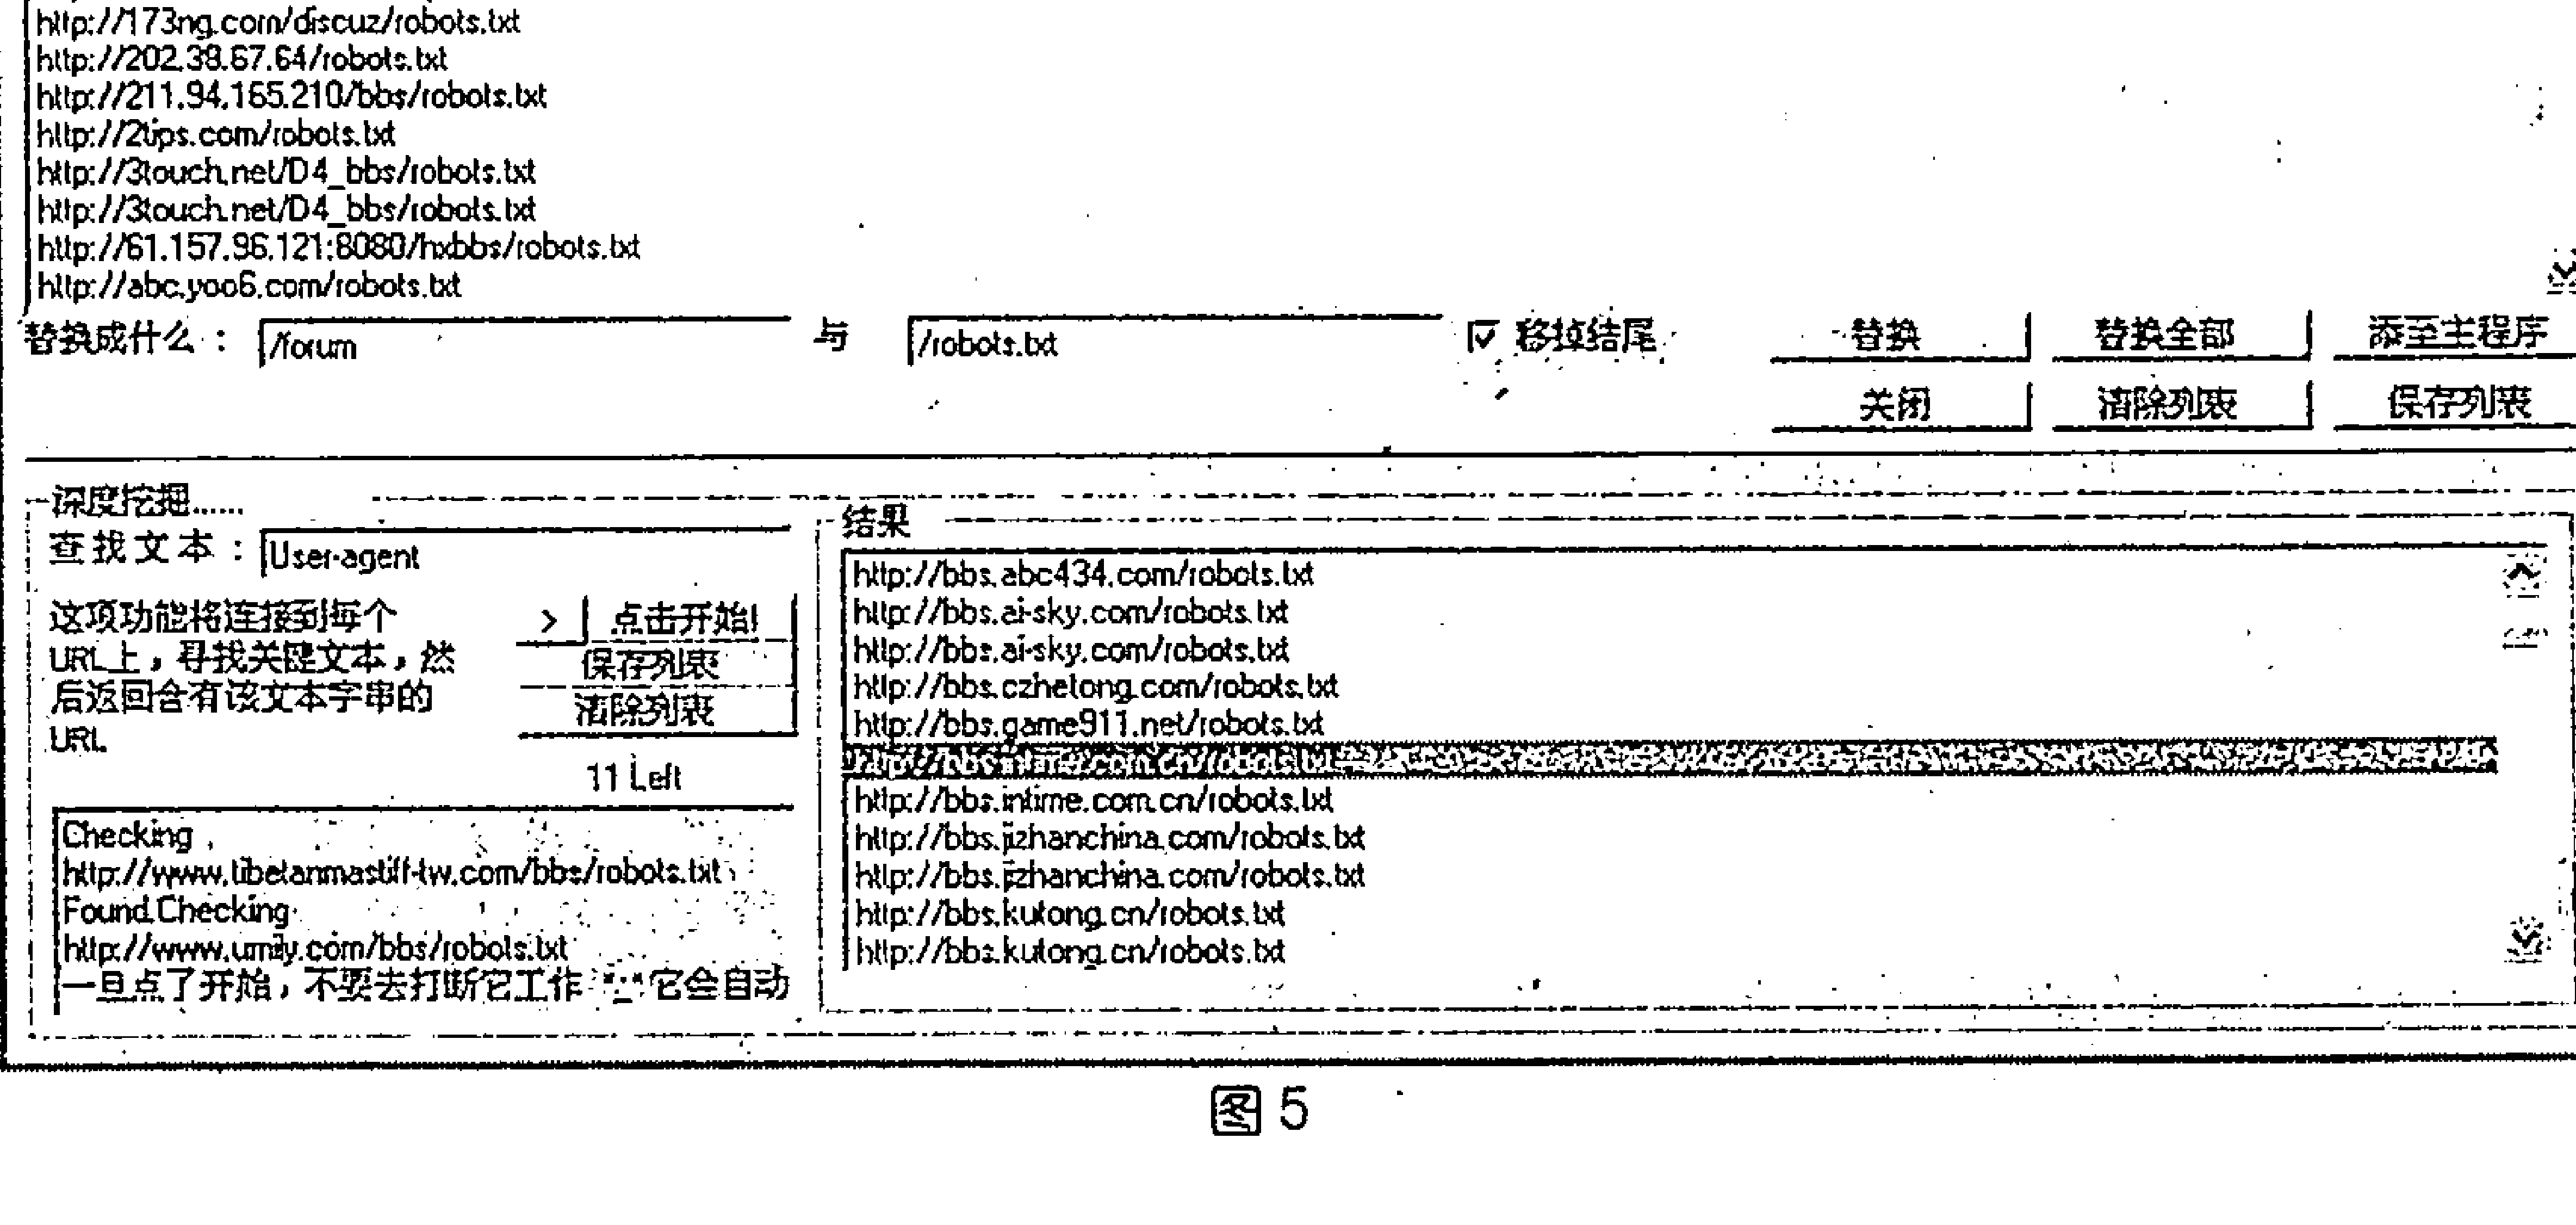 http://173ng.com/discuz/robots.txt
http://202.38.67.64/robots.txt
http://211.94.165.210/bbs/robots.txt
http://2tips.com/robots.txt
http://3touch.net/D4_bbs/robots.txt
http://3touch.net/D4_bbs/robots.txt
http://61.157.96.121:8080/hxbbs/robots.txt
http://abc.yoo6.com/robots.txt
替换成什么： /forum 与 /robots.txt 移掉结尾 替换 替换全部 添至主程序
关闭 清除列表 保存列表
深度挖掘......
查找文本： User-agent
这项功能将连接到每个
URL上，寻找关键文本，然
后返回含有该文本字串的
URL
> 点击开始!
保存列表
清除列表
11 Left
Checking
http://www.tibetanmastiff-tw.com/bbs/robots.txt
Found.Checking
http://www.umily.com/bbs/robots.txt
一旦点了开始，不要去打断它工作 它会自动
结果
http://bbs.abc434.com/robots.txt
http://bbs.ai-sky.com/robots.txt
http://bbs.ai-sky.com/robots.txt
http://bbs.czhelong.com/robots.txt
http://bbs.game911.net/robots.txt
http://bbs.intime.com.cn/robots.txt
http://bbs.jizhanchina.com/robots.txt
http://bbs.jizhanchina.com/robots.txt
http://bbs.kutong.cn/robots.txt
http://bbs.kutong.cn/robots.txt
图 5